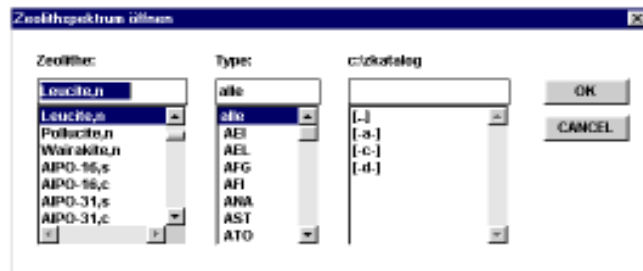 Zeolithspektrum öffnen
Zeolithe:
Leucite,n
Leucite,n
Pollucite,n
Wairakite,n
AlPO-16,s
AlPO-16,c
AlPO-31,s
AlPO-31,c
Type:
alle
alle
AEI
AEL
AFG
AFI
ANA
AST
ATO
c:\zkatalog
[..]
[-a-]
[-c-]
[-d-]
OK
CANCEL